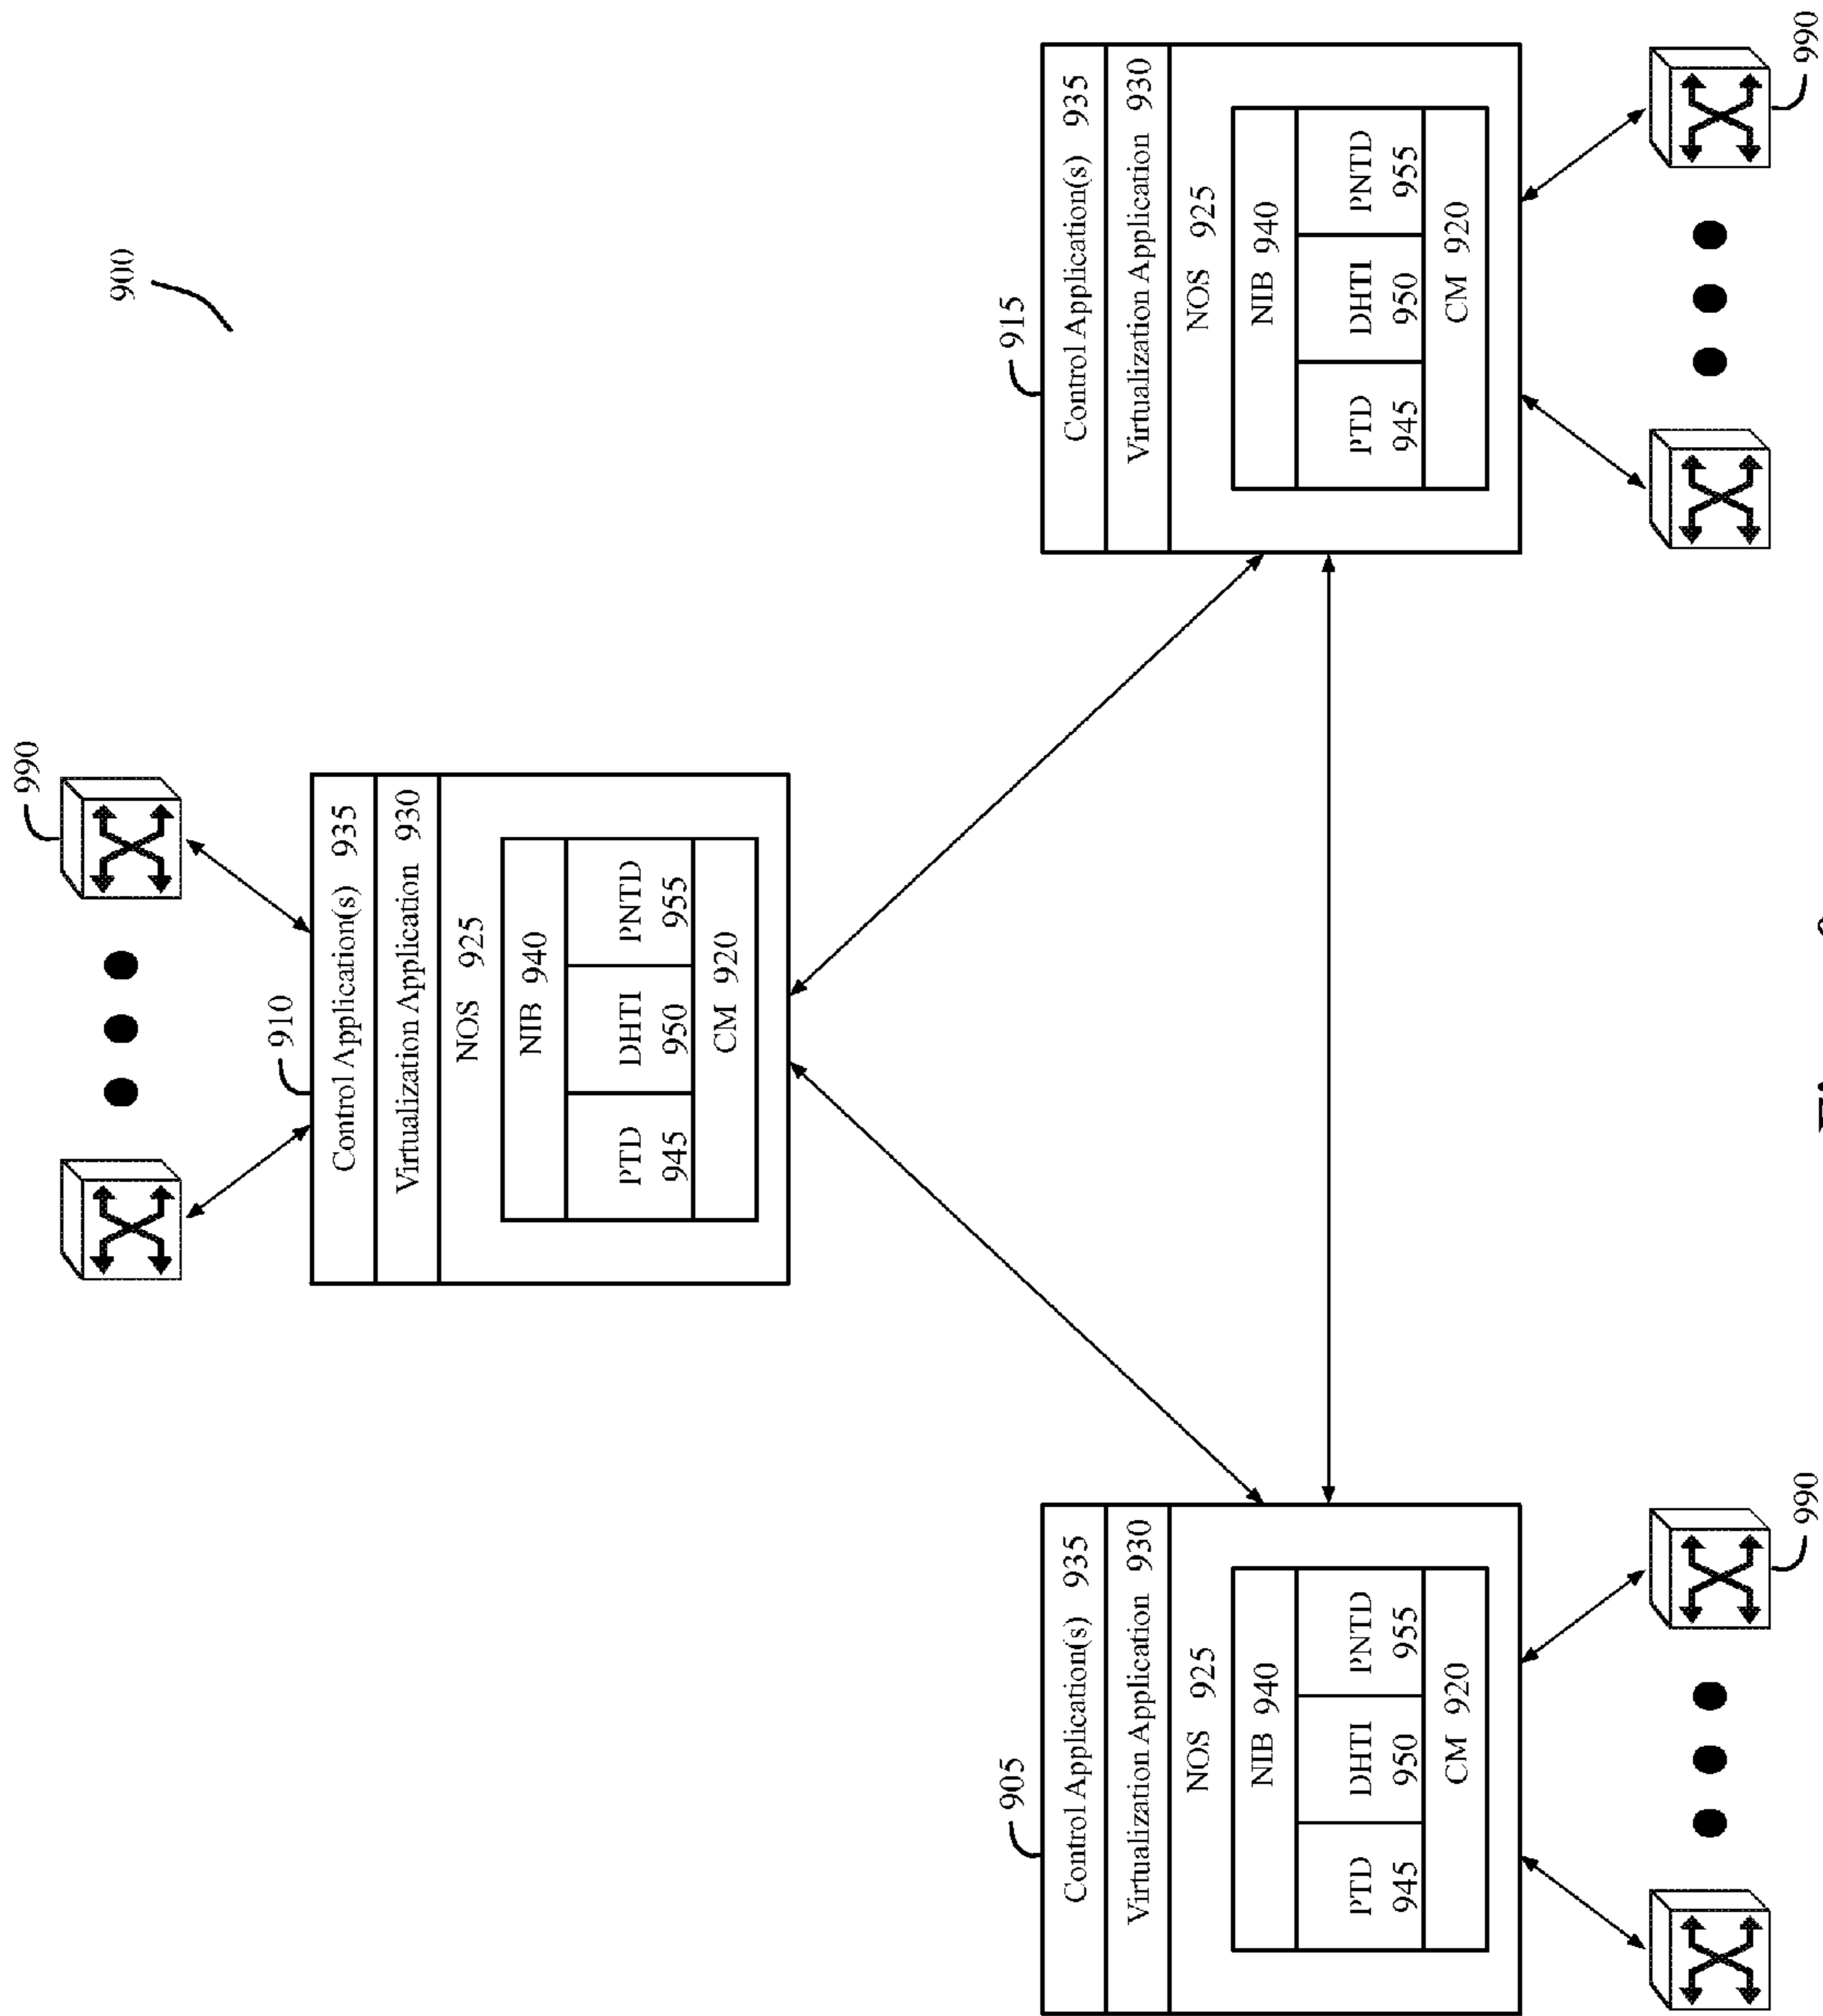 990
900
910
Control Application(s) 935
Virtualization Application 930
NOS 925
NIB 940
PTD
945
DHTI
950
PNTD
955
CM 920
905
Control Application(s) 935
Virtualization Application 930
NOS 925
NIB 940
PTD
945
DHTI
950
PNTD
955
CM 920
990
915
Control Application(s) 935
Virtualization Application 930
NOS 925
NIB 940
PTD
945
DHTI
950
PNTD
955
CM 920
990